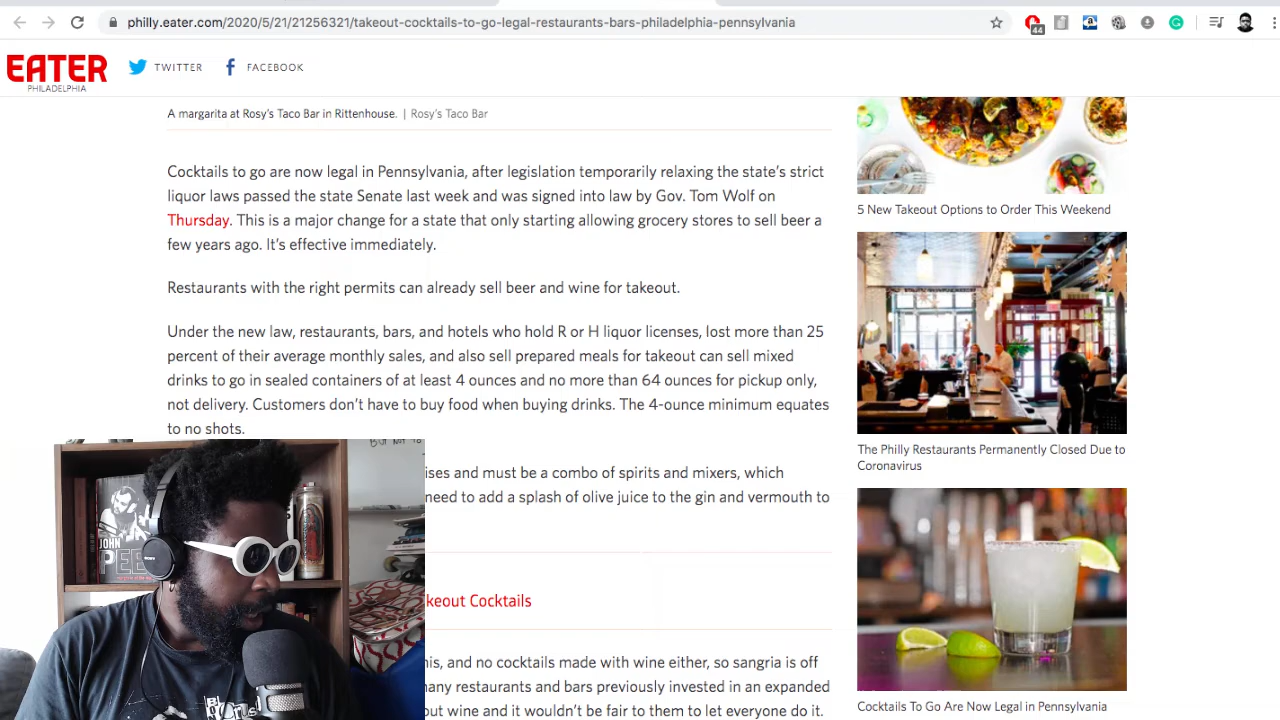 philly.eater.com/2020/5/21/21256321/takeout-cocktails-to-go-legal-restaurants-bars-philadelphia-pennsylvania
44
EATER
PHILADELPHIA
TWITTER
FACEBOOK
A margarita at Rosy's Taco Bar in Rittenhouse. | Rosy's Taco Bar
Cocktails to go are now legal in Pennsylvania, after legislation temporarily relaxing the state's strict
liquor laws passed the state Senate last week and was signed into law by Gov. Tom Wolf on
Thursday. This is a major change for a state that only starting allowing grocery stores to sell beer a
few years ago. It's effective immediately.
Restaurants with the right permits can already sell beer and wine for takeout.
Under the new law, restaurants, bars, and hotels who hold R or H liquor licenses, lost more than 25
percent of their average monthly sales, and also sell prepared meals for takeout can sell mixed
drinks to go in sealed containers of at least 4 ounces and no more than 64 ounces for pickup only,
not delivery. Customers don't have to buy food when buying drinks. The 4-ounce minimum equates
to no shots.
ises and must be a combo of spirits and mixers, which
need to add a splash of olive juice to the gin and vermouth to
keout Cocktails
his, and no cocktails made with wine either, so sangria is off
any restaurants and bars previously invested in an expanded
out wine and it wouldn't be fair to them to let everyone do it.
5 New Takeout Options to Order This Weekend
The Philly Restaurants Permanently Closed Due to
Coronavirus
Cocktails To Go Are Now Legal in Pennsylvania
BUT NOT
JOHN
PEE